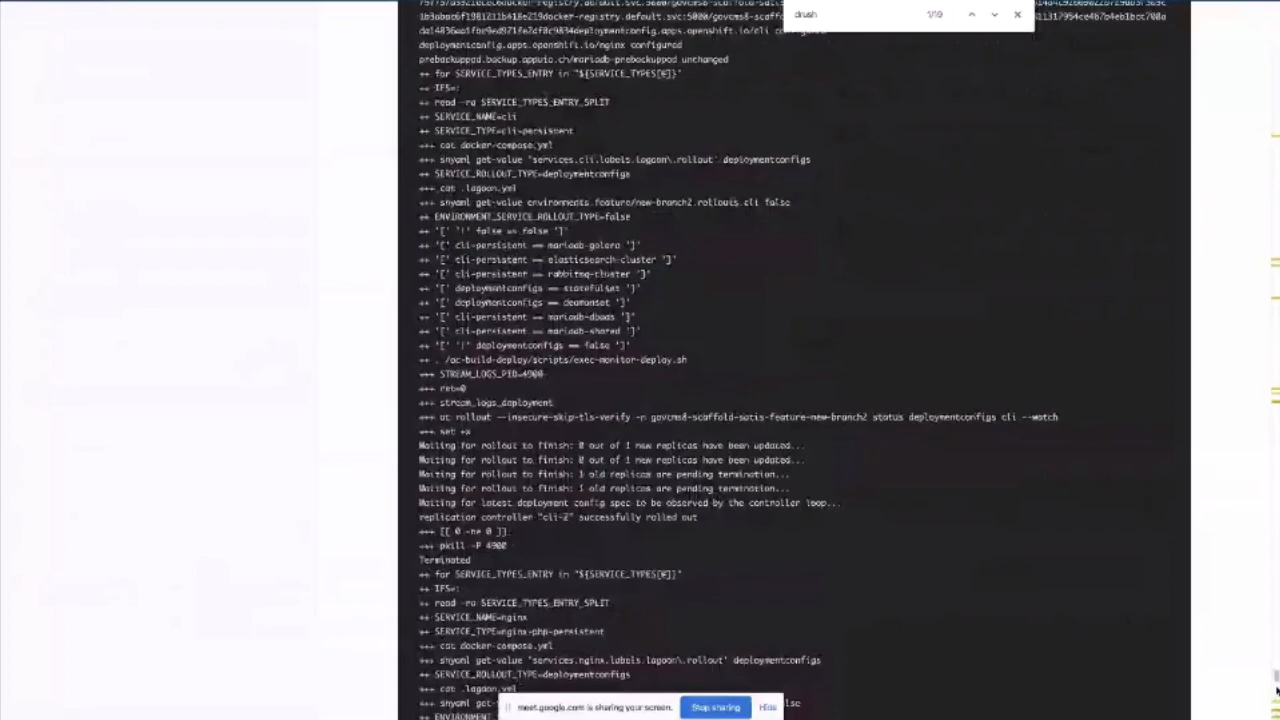 drush 1/19
deploymentconfig.apps.openshift.io/nginx configured
prebackuppod.backup.appuio.ch/mariadb-prebackuppod unchanged
++ for SERVICE_TYPES_ENTRY in "${SERVICE_TYPES[@]}"
++ IFS=:
++ read -ra SERVICE_TYPES_ENTRY_SPLIT
++ SERVICE_NAME=cli
++ SERVICE_TYPE=cli-persistent
+++ cat docker-compose.yml
+++ shyaml get-value 'services.cli.labels.lagoon\.rollout' deploymentconfigs
++ SERVICE_ROLLOUT_TYPE=deploymentconfigs
+++ cat .lagoon.yml
+++ shyaml get-value environments.feature/new-branch2.rollouts.cli false
++ ENVIRONMENT_SERVICE_ROLLOUT_TYPE=false
++ '[' '!' false == false ']'
++ '[' cli-persistent == mariadb-galera ']'
++ '[' cli-persistent == elasticsearch-cluster ']'
++ '[' cli-persistent == rabbitmq-cluster ']'
++ '[' deploymentconfigs == statefulset ']'
++ '[' deploymentconfigs == deamonset ']'
++ '[' cli-persistent == mariadb-dbaas ']'
++ '[' cli-persistent == mariadb-shared ']'
++ '[' '!' deploymentconfigs == false ']'
++ . /oc-build-deploy/scripts/exec-monitor-deploy.sh
+++ STREAM_LOGS_PID=4900
+++ ret=0
+++ stream_logs_deployment
+++ oc rollout --insecure-skip-tls-verify -n govcms8-scaffold-satis-feature-new-branch2 status deploymentconfigs cli --watch
+++ set +x
Waiting for rollout to finish: 0 out of 1 new replicas have been updated...
Waiting for rollout to finish: 0 out of 1 new replicas have been updated...
Waiting for rollout to finish: 1 old replicas are pending termination...
Waiting for rollout to finish: 1 old replicas are pending termination...
Waiting for latest deployment config spec to be observed by the controller loop...
replication controller "cli-2" successfully rolled out
+++ [[ 0 -ne 0 ]]
+++ pkill -P 4900
Terminated
++ for SERVICE_TYPES_ENTRY in "${SERVICE_TYPES[@]}"
++ IFS=:
++ read -ra SERVICE_TYPES_ENTRY_SPLIT
++ SERVICE_NAME=nginx
++ SERVICE_TYPE=nginx-php-persistent
+++ cat docker-compose.yml
+++ shyaml get-value 'services.nginx.labels.lagoon\.rollout' deploymentconfigs
++ SERVICE_ROLLOUT_TYPE=deploymentconfigs
+++ cat .lagoon.yml
+++ shyaml get-v
++ ENVIRONMENT
meet.google.com is sharing your screen. Stop sharing Hide